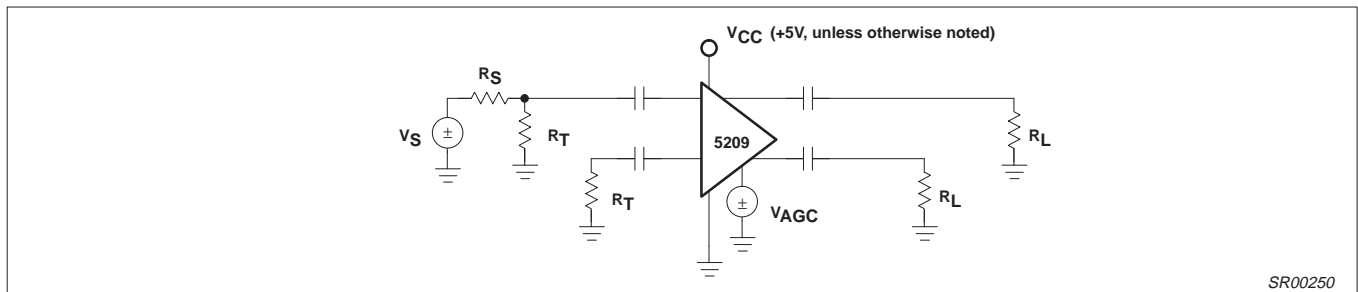 VCC (+5V, unless otherwise noted)
RS
VS
±
RT
RT
5209
±
VAGC
RL
RL
SR00250